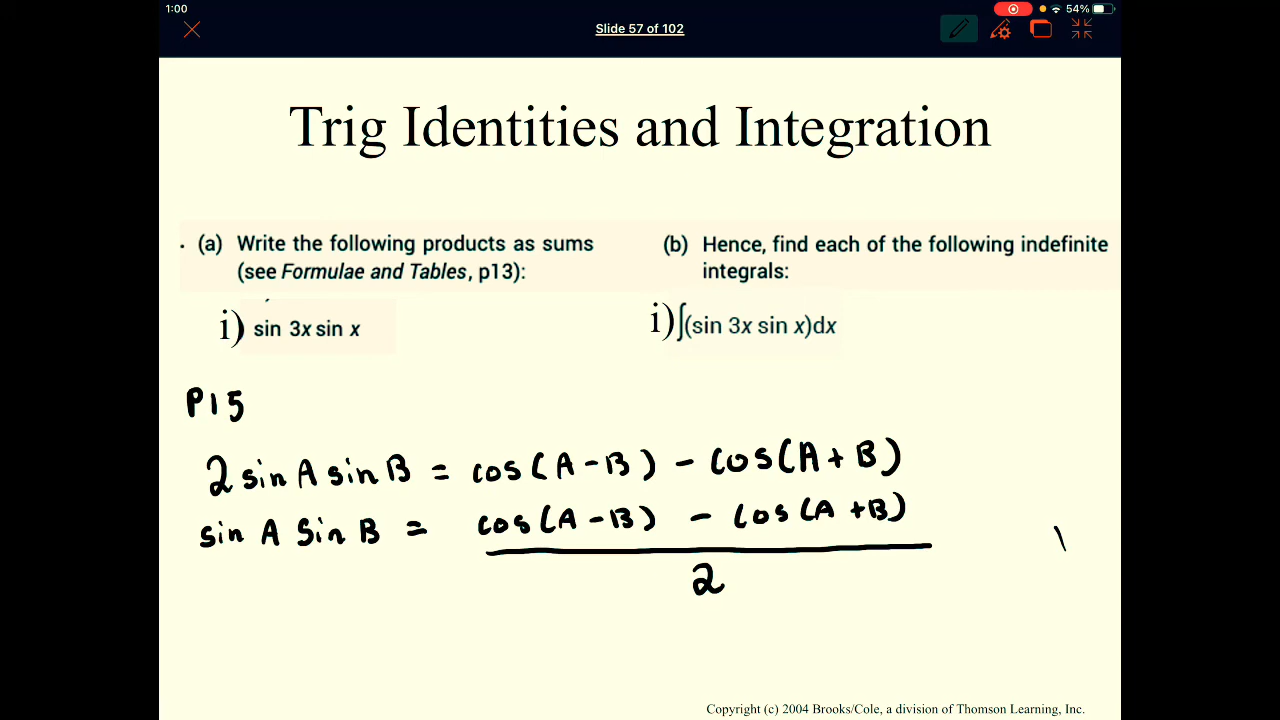 1:00
54%
Slide 57 of 102
Trig Identities and Integration
(a) Write the following products as sums
(see Formulae and Tables, p13):
i) sin 3x sin x
(b) Hence, find each of the following indefinite
integrals:
i) ∫(sin 3x sin x)dx
P15
2 sin A sin B = cos(A-B) - cos(A+B)
sin A Sin B = cos(A-B) - cos(A+B)
2
Copyright (c) 2004 Brooks/Cole, a division of Thomson Learning, Inc.